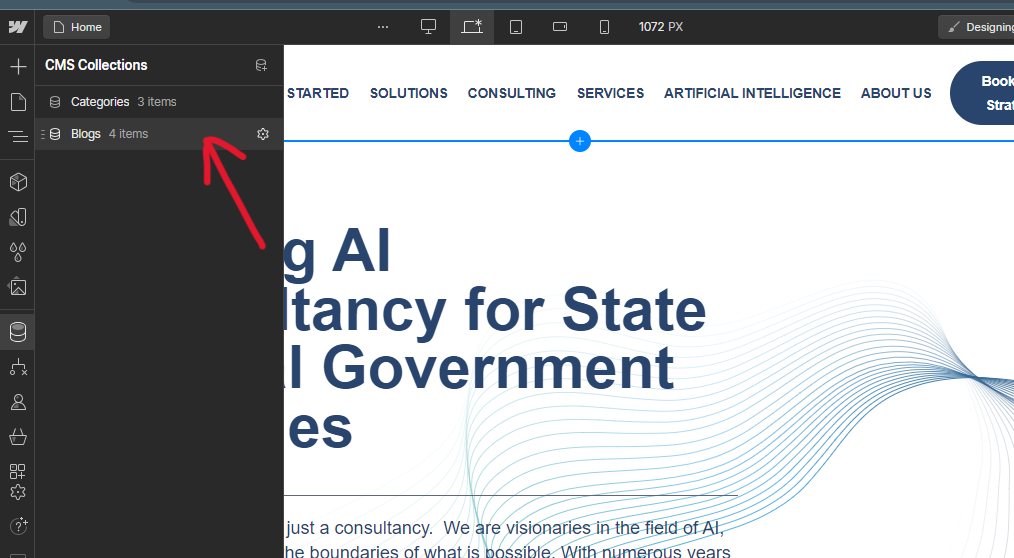 Home
...
1072 PX
Designing
CMS Collections
Categories 3 items
Blogs 4 items
STARTED SOLUTIONS CONSULTING SERVICES ARTIFICIAL INTELLIGENCE ABOUT US
Book
Strat
g AI
ltancy for State
l Government
es
just a consultancy. We are visionaries in the field of AI,
he boundaries of what is possible. With numerous years